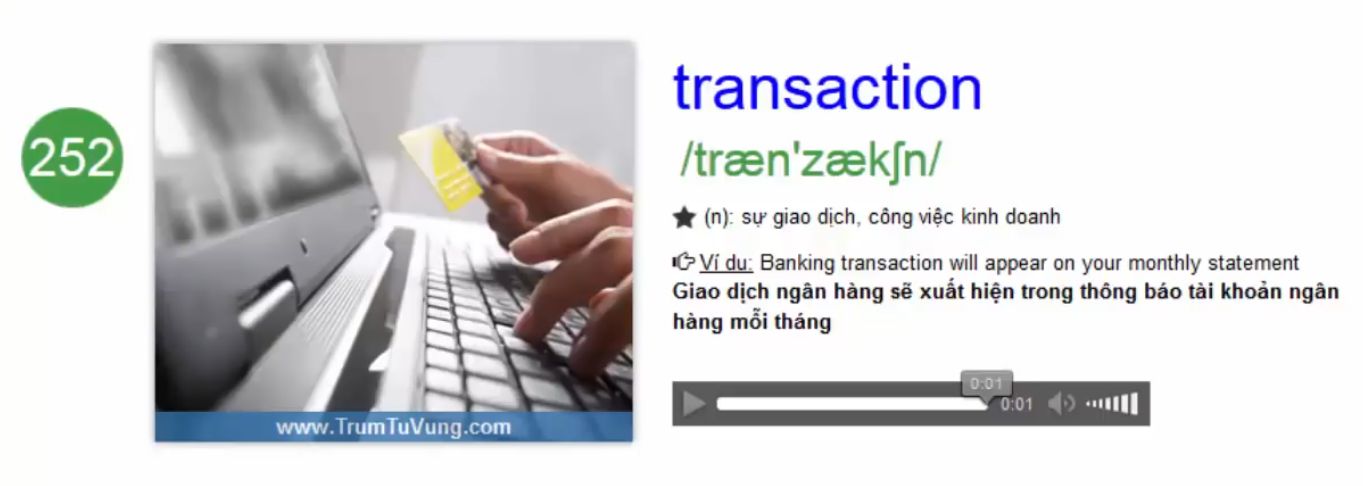 252
transaction
/træn'zækʃn/
(n): sự giao dịch, công việc kinh doanh
Ví dụ: Banking transaction will appear on your monthly statement
Giao dịch ngân hàng sẽ xuất hiện trong thông báo tài khoản ngân
hàng mỗi tháng
0:01
0:01
www.TrumTuVung.com